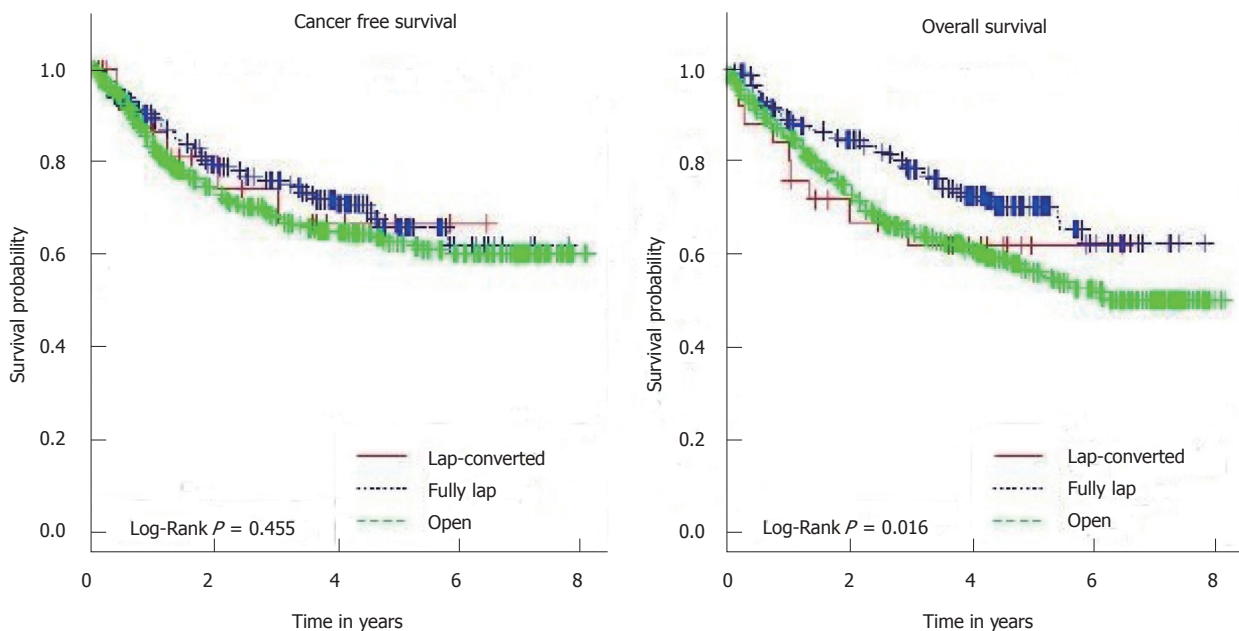 Cancer free survival
1.0
0.8
0.6
0.4
0.2
0.0
Survival probability
Lap-converted
Fully lap
Open
Log-Rank P = 0.455
0 2 4 6 8
Time in years
Overall survival
1.0
0.8
0.6
0.4
0.2
0.0
Survival probability
Lap-converted
Fully lap
Open
Log-Rank P = 0.016
0 2 4 6 8
Time in years